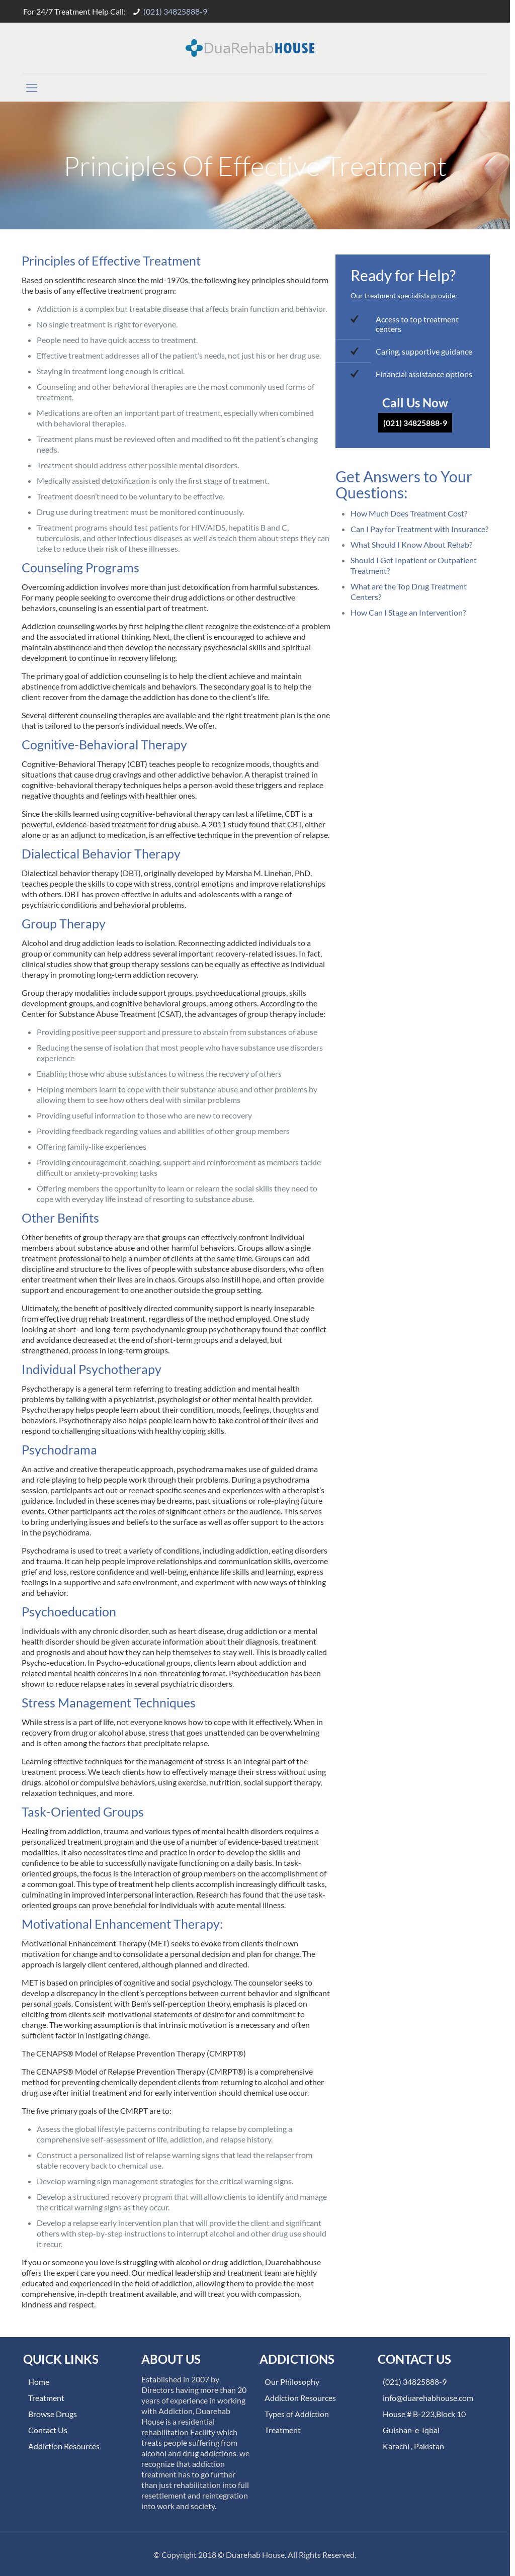 For 24/7 Treatment Help Call: (021) 34825888-9
DuaRehabHOUSE
Principles Of Effective Treatment
Principles of Effective Treatment
Based on scientific research since the mid-1970s, the following key principles should form
the basis of any effective treatment program:
Addiction is a complex but treatable disease that affects brain function and behavior.
No single treatment is right for everyone.
People need to have quick access to treatment.
Effective treatment addresses all of the patient's needs, not just his or her drug use.
Staying in treatment long enough is critical.
Counseling and other behavioral therapies are the most commonly used forms of
treatment.
Medications are often an important part of treatment, especially when combined
with behavioral therapies.
Treatment plans must be reviewed often and modified to fit the patient's changing
needs.
Treatment should address other possible mental disorders.
Medically assisted detoxification is only the first stage of treatment.
Treatment doesn't need to be voluntary to be effective.
Drug use during treatment must be monitored continuously.
Treatment programs should test patients for HIV/AIDS, hepatitis B and C,
tuberculosis, and other infectious diseases as well as teach them about steps they can
take to reduce their risk of these illnesses.
Counseling Programs
Overcoming addiction involves more than just detoxification from harmful substances.
For many people seeking to overcome their drug addictions or other destructive
behaviors, counseling is an essential part of treatment.
Addiction counseling works by first helping the client recognize the existence of a problem
and the associated irrational thinking. Next, the client is encouraged to achieve and
maintain abstinence and then develop the necessary psychosocial skills and spiritual
development to continue in recovery lifelong.
The primary goal of addiction counseling is to help the client achieve and maintain
abstinence from addictive chemicals and behaviors. The secondary goal is to help the
client recover from the damage the addiction has done to the client's life.
Several different counseling therapies are available and the right treatment plan is the one
that is tailored to the person's individual needs. We offer.
Cognitive-Behavioral Therapy
Cognitive-Behavioral Therapy (CBT) teaches people to recognize moods, thoughts and
situations that cause drug cravings and other addictive behavior. A therapist trained in
cognitive-behavioral therapy techniques helps a person avoid these triggers and replace
negative thoughts and feelings with healthier ones.
Since the skills learned using cognitive-behavioral therapy can last a lifetime, CBT is a
powerful, evidence-based treatment for drug abuse. A 2011 study found that CBT, either
alone or as an adjunct to medication, is an effective technique in the prevention of relapse.
Dialectical Behavior Therapy
Dialectical behavior therapy (DBT), originally developed by Marsha M. Linehan, PhD,
teaches people the skills to cope with stress, control emotions and improve relationships
with others. DBT has proven effective in adults and adolescents with a range of
psychiatric conditions and behavioral problems.
Group Therapy
Alcohol and drug addiction leads to isolation. Reconnecting addicted individuals to a
group or community can help address several important recovery-related issues. In fact,
clinical studies show that group therapy sessions can be equally as effective as individual
therapy in promoting long-term addiction recovery.
Group therapy modalities include support groups, psychoeducational groups, skills
development groups, and cognitive behavioral groups, among others. According to the
Center for Substance Abuse Treatment (CSAT), the advantages of group therapy include:
Providing positive peer support and pressure to abstain from substances of abuse
Reducing the sense of isolation that most people who have substance use disorders
experience
Enabling those who abuse substances to witness the recovery of others
Helping members learn to cope with their substance abuse and other problems by
allowing them to see how others deal with similar problems
Providing useful information to those who are new to recovery
Providing feedback regarding values and abilities of other group members
Offering family-like experiences
Providing encouragement, coaching, support and reinforcement as members tackle
difficult or anxiety-provoking tasks
Offering members the opportunity to learn or relearn the social skills they need to
cope with everyday life instead of resorting to substance abuse.
Other Benifits
Other benefits of group therapy are that groups can effectively confront individual
members about substance abuse and other harmful behaviors. Groups allow a single
treatment professional to help a number of clients at the same time. Groups can add
discipline and structure to the lives of people with substance abuse disorders, who often
enter treatment when their lives are in chaos. Groups also instill hope, and often provide
support and encouragement to one another outside the group setting.
Ultimately, the benefit of positively directed community support is nearly inseparable
from effective drug rehab treatment, regardless of the method employed. One study
looking at short- and long-term psychodynamic group psychotherapy found that conflict
and avoidance decreased at the end of short-term groups and a delayed, but
strengthened, process in long-term groups.
Individual Psychotherapy
Psychotherapy is a general term referring to treating addiction and mental health
problems by talking with a psychiatrist, psychologist or other mental health provider.
Psychotherapy helps people learn about their condition, moods, feelings, thoughts and
behaviors. Psychotherapy also helps people learn how to take control of their lives and
respond to challenging situations with healthy coping skills.
Psychodrama
An active and creative therapeutic approach, psychodrama makes use of guided drama
and role playing to help people work through their problems. During a psychodrama
session, participants act out or reenact specific scenes and experiences with a therapist's
guidance. Included in these scenes may be dreams, past situations or role-playing future
events. Other participants act the roles of significant others or the audience. This serves
to bring underlying issues and beliefs to the surface as well as offer support to the actors
in the psychodrama.
Psychodrama is used to treat a variety of conditions, including addiction, eating disorders
and trauma. It can help people improve relationships and communication skills, overcome
grief and loss, restore confidence and well-being, enhance life skills and learning, express
feelings in a supportive and safe environment, and experiment with new ways of thinking
and behavior.
Psychoeducation
Individuals with any chronic disorder, such as heart disease, drug addiction or a mental
health disorder should be given accurate information about their diagnosis, treatment
and prognosis and about how they can help themselves to stay well. This is broadly called
Psycho-education. In Psycho-educational groups, clients learn about addiction and
related mental health concerns in a non-threatening format. Psychoeducation has been
shown to reduce relapse rates in several psychiatric disorders.
Stress Management Techniques
While stress is a part of life, not everyone knows how to cope with it effectively. When in
recovery from drug or alcohol abuse, stress that goes unattended can be overwhelming
and is often among the factors that precipitate relapse.
Learning effective techniques for the management of stress is an integral part of the
treatment process. We teach clients how to effectively manage their stress without using
drugs, alcohol or compulsive behaviors, using exercise, nutrition, social support therapy,
relaxation techniques, and more.
Task-Oriented Groups
Healing from addiction, trauma and various types of mental health disorders requires a
personalized treatment program and the use of a number of evidence-based treatment
modalities. It also necessitates time and practice in order to develop the skills and
confidence to be able to successfully navigate functioning on a daily basis. In task-
oriented groups, the focus is the interaction of group members on the accomplishment of
a common goal. This type of treatment help clients accomplish increasingly difficult tasks,
culminating in improved interpersonal interaction. Research has found that the use task-
oriented groups can prove beneficial for individuals with acute mental illness.
Motivational Enhancement Therapy:
Motivational Enhancement Therapy (MET) seeks to evoke from clients their own
motivation for change and to consolidate a personal decision and plan for change. The
approach is largely client centered, although planned and directed.
MET is based on principles of cognitive and social psychology. The counselor seeks to
develop a discrepancy in the client's perceptions between current behavior and significant
personal goals. Consistent with Bem's self-perception theory, emphasis is placed on
eliciting from clients self-motivational statements of desire for and commitment to
change. The working assumption is that intrinsic motivation is a necessary and often
sufficient factor in instigating change.
The CENAPS® Model of Relapse Prevention Therapy (CMRPT®)
The CENAPS® Model of Relapse Prevention Therapy (CMRPT®) is a comprehensive
method for preventing chemically dependent clients from returning to alcohol and other
drug use after initial treatment and for early intervention should chemical use occur.
The five primary goals of the CMRPT are to:
Assess the global lifestyle patterns contributing to relapse by completing a
comprehensive self-assessment of life, addiction, and relapse history.
Construct a personalized list of relapse warning signs that lead the relapser from
stable recovery back to chemical use.
Develop warning sign management strategies for the critical warning signs.
Develop a structured recovery program that will allow clients to identify and manage
the critical warning signs as they occur.
Develop a relapse early intervention plan that will provide the client and significant
others with step-by-step instructions to interrupt alcohol and other drug use should
it recur.
If you or someone you love is struggling with alcohol or drug addiction, Duarehabhouse
offers the expert care you need. Our medical leadership and treatment team are highly
educated and experienced in the field of addiction, allowing them to provide the most
comprehensive, in-depth treatment available, and will treat you with compassion,
kindness and respect.
Ready for Help?
Our treatment specialists provide:
Access to top treatment
centers
Caring, supportive guidance
Financial assistance options
Call Us Now
(021) 34825888-9
Get Answers to Your
Questions:
How Much Does Treatment Cost?
Can I Pay for Treatment with Insurance?
What Should I Know About Rehab?
Should I Get Inpatient or Outpatient
Treatment?
What are the Top Drug Treatment
Centers?
How Can I Stage an Intervention?
QUICK LINKS
Home
Treatment
Browse Drugs
Contact Us
Addiction Resources
ABOUT US
Established in 2007 by
Directors having more than 20
years of experience in working
with Addiction, Duarehab
House is a residential
rehabilitation Facility which
treats people suffering from
alcohol and drug addictions. we
recognize that addiction
treatment has to go further
than just rehabilitation into full
resettlement and reintegration
into work and society.
ADDICTIONS
Our Philosophy
Addiction Resources
Types of Addiction
Treatment
CONTACT US
(021) 34825888-9
info@duarehabhouse.com
House # B-223,Block 10
Gulshan-e-Iqbal
Karachi , Pakistan
© Copyright 2018 © Duarehab House. All Rights Reserved.